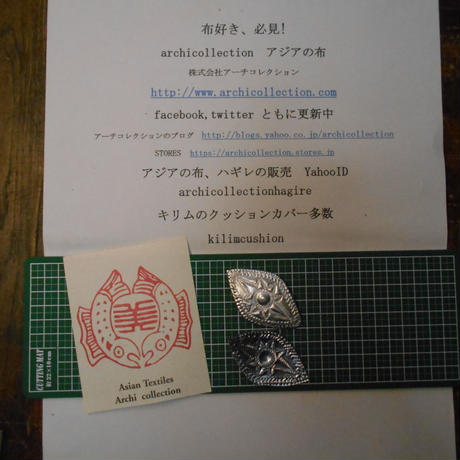 布好き、必見!
archicollection　アジアの布
株式会社アーチコレクション
http://www.archicollection.com
facebook,twitter ともに更新中
アーチコレクションのブログ　http://blogs.yahoo.co.jp/archicollection
STORES　https://archicollection.stores.jp
アジアの布、ハギレの販売　YahooID
archicollectionhagire
キリムのクッションカバー多数
kilimcushion
Asian Textiles
Archi collection
CUTTING MAT